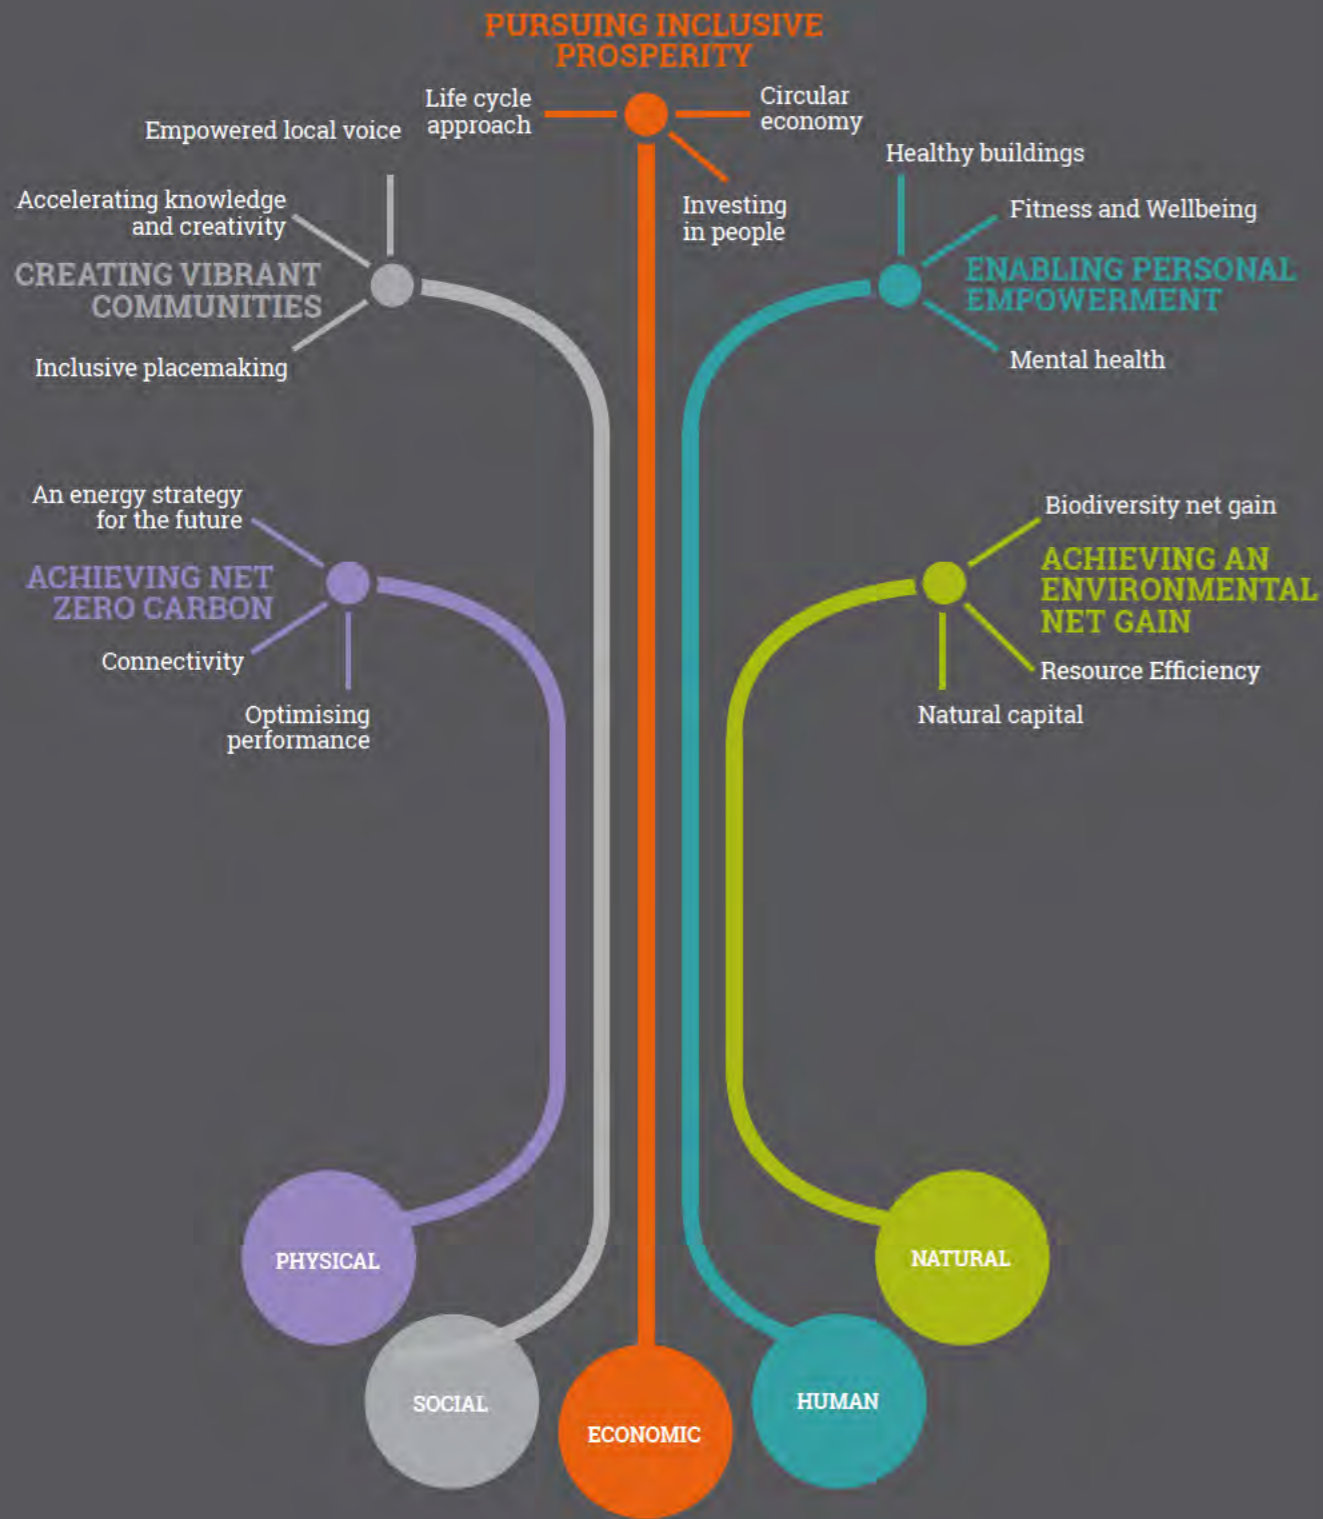 PURSUING INCLUSIVE
PROSPERITY
Life cycle
approach
Circular
economy
Investing
in people
Empowered local voice
Accelerating knowledge
and creativity
CREATING VIBRANT
COMMUNITIES
Inclusive placemaking
Healthy buildings
Fitness and Wellbeing
ENABLING PERSONAL
EMPOWERMENT
Mental health
An energy strategy
for the future
ACHIEVING NET
ZERO CARBON
Connectivity
Optimising
performance
Biodiversity net gain
ACHIEVING AN
ENVIRONMENTAL
NET GAIN
Resource Efficiency
Natural capital
PHYSICAL
SOCIAL
ECONOMIC
HUMAN
NATURAL